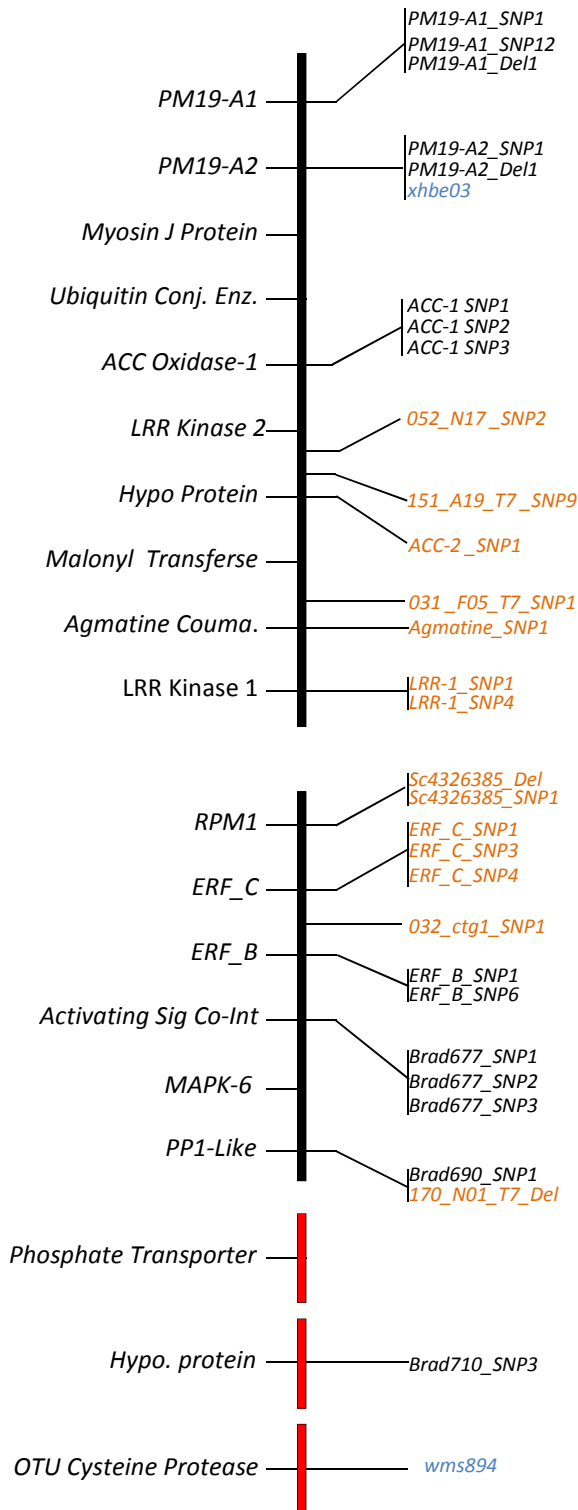 PM19-A1_SNP1
PM19-A1_SNP12
PM19-A1_Del1
PM19-A1
PM19-A2_SNP1
PM19-A2_Del1
xhbe03
PM19-A2
Myosin J Protein
Ubiquitin Conj. Enz.
ACC-1 SNP1
ACC-1 SNP2
ACC-1 SNP3
ACC Oxidase-1
052_N17_SNP2
LRR Kinase 2
151_A19_T7_SNP9
Hypo Protein
ACC-2_SNP1
Malonyl Transferse
031_F05_T7_SNP1
Agmatine Couma.
Agmatine_SNP1
LRR-1_SNP1
LRR-1_SNP4
LRR Kinase 1
Sc4326385_Del
Sc4326385_SNP1
RPM1
ERF_C_SNP1
ERF_C_SNP3
ERF_C_SNP4
ERF_C
032_ctg1_SNP1
ERF_B
ERF_B_SNP1
ERF_B_SNP6
Activating Sig Co-Int
Brad677_SNP1
Brad677_SNP2
Brad677_SNP3
MAPK-6
PP1-Like
Brad690_SNP1
170_N01_T7_Del
Phosphate Transporter
Hypo. protein
Brad710_SNP3
OTU Cysteine Protease
wms894